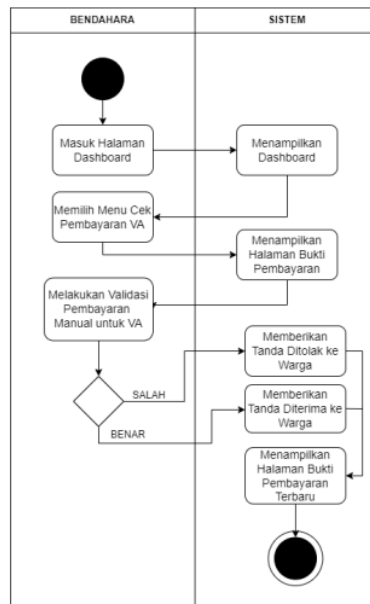 BENDAHARA
SISTEM
Masuk Halaman
Dashboard
Menampilkan
Dashboard
Memilih Menu Cek
Pembayaran VA
Menampilkan
Halaman Bukti
Pembayaran
Melakukan Validasi
Pembayaran
Manual untuk VA
SALAH
Memberikan
Tanda Ditolak ke
Warga
BENAR
Memberikan
Tanda Diterima ke
Warga
Menampilkan
Halaman Bukti
Pembayaran
Terbaru